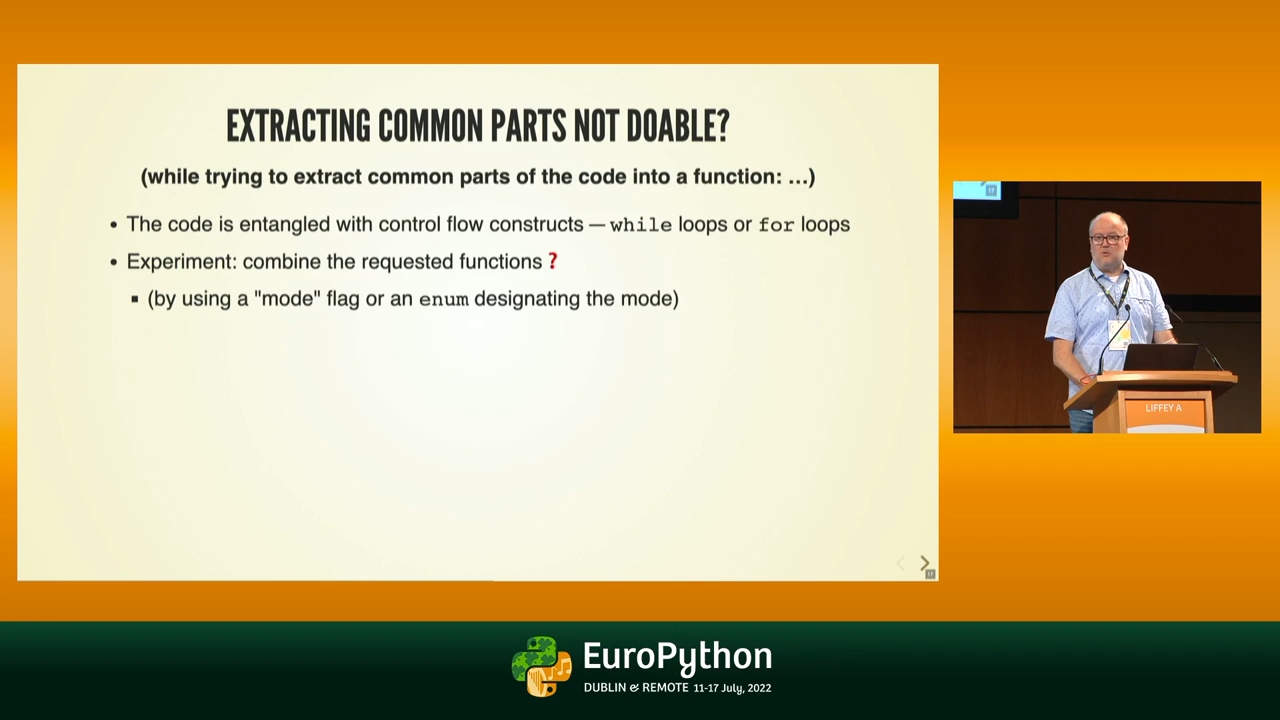 EXTRACTING COMMON PARTS NOT DOABLE?
(while trying to extract common parts of the code into a function: ...)
• The code is entangled with control flow constructs — while loops or for loops
• Experiment: combine the requested functions ?
▪ (by using a "mode" flag or an enum designating the mode)
17
17
LIFFEY A
EuroPython
DUBLIN & REMOTE 11-17 July, 2022